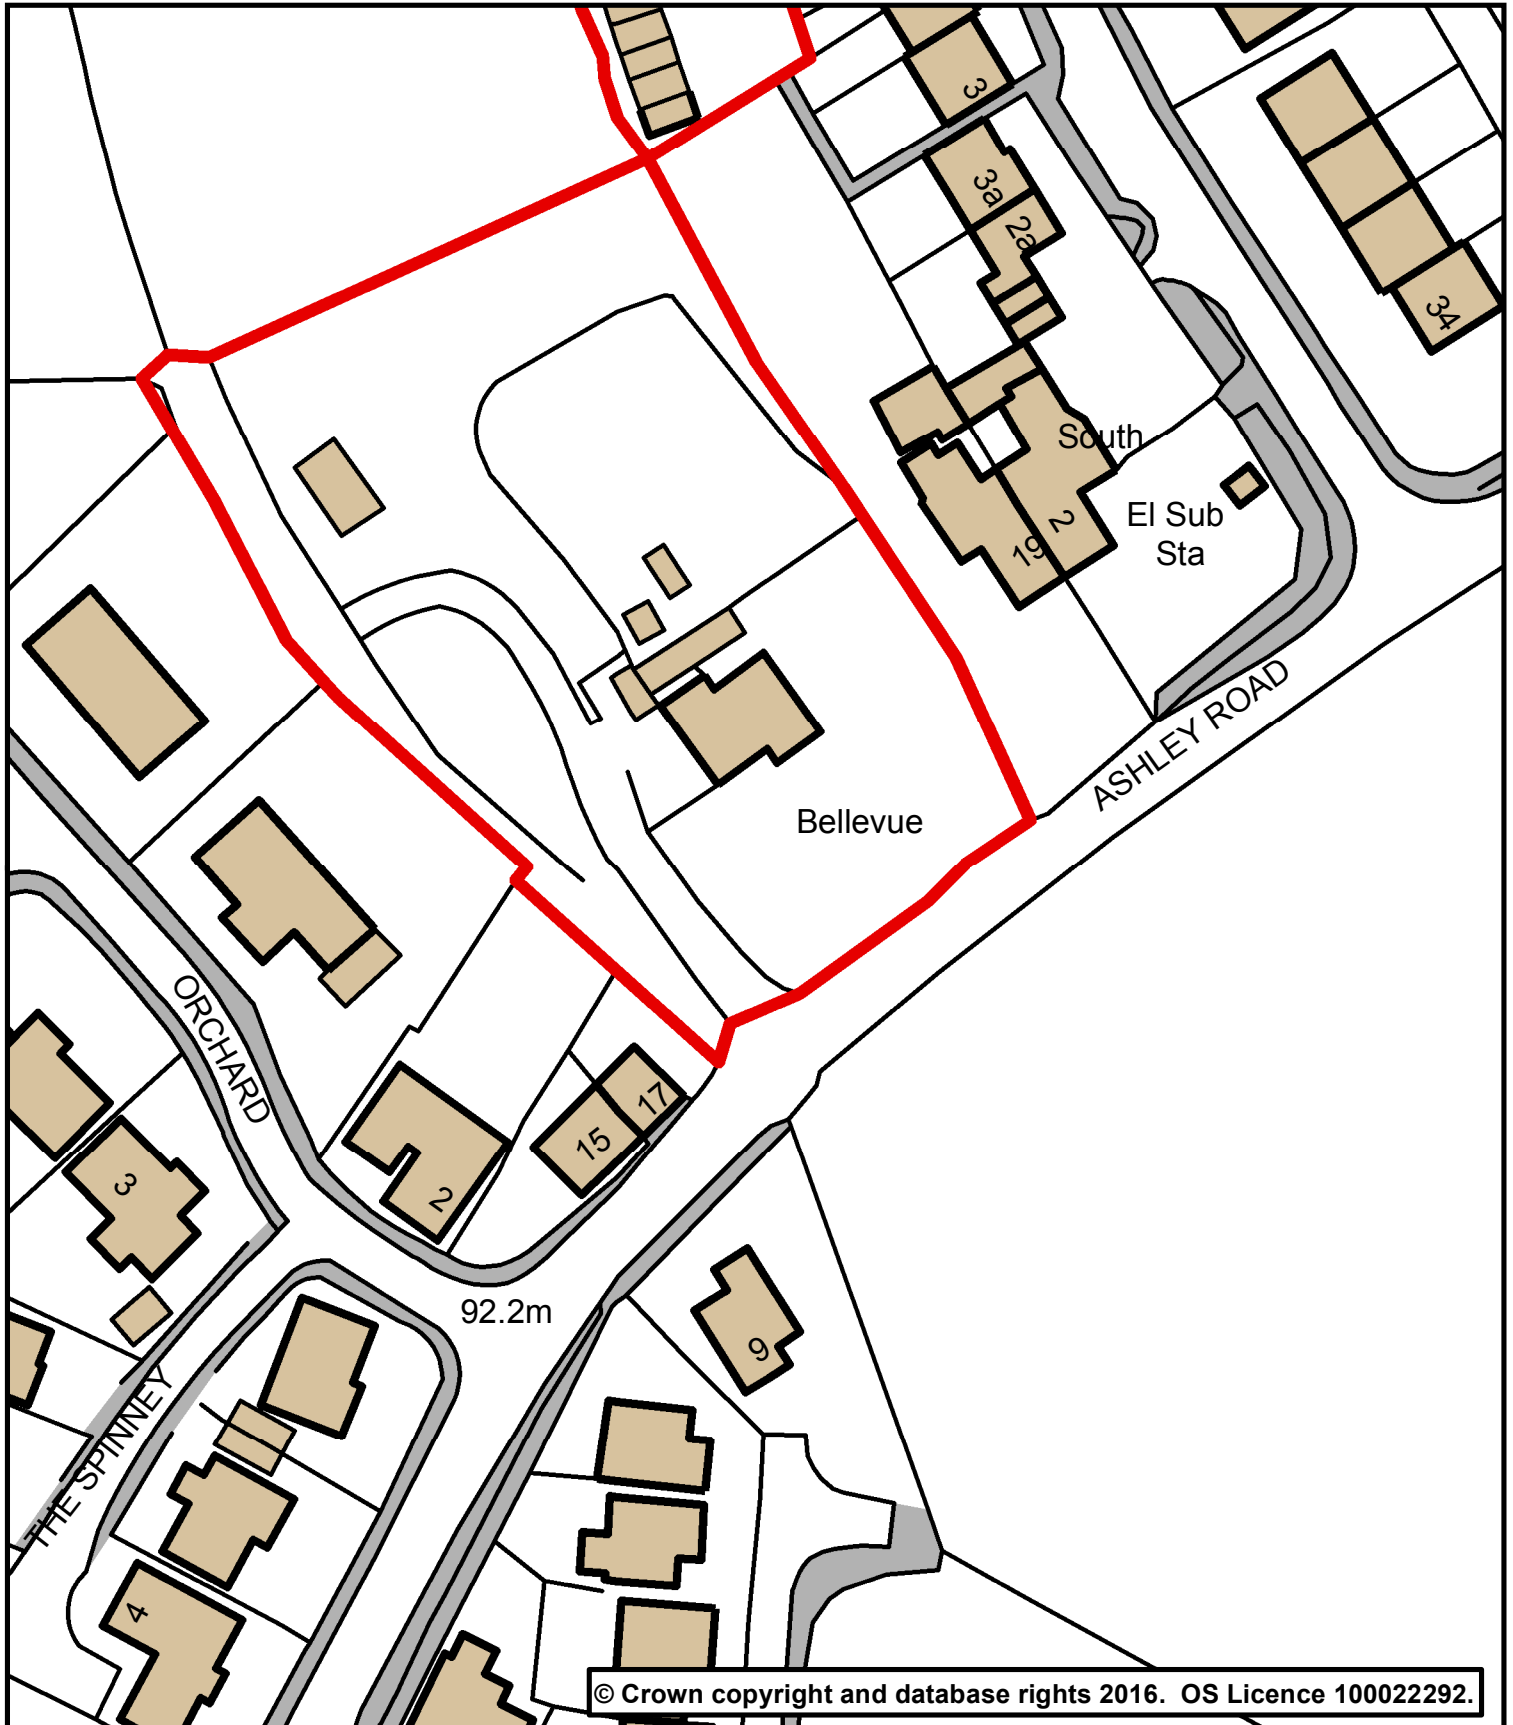 3
3a
2a
34
South
El Sub
Sta
2
19
ASHLEY ROAD
Bellevue
ORCHARD
17
15
3
2
92.2m
9
THE SPINNEY
4
© Crown copyright and database rights 2016. OS Licence 100022292.